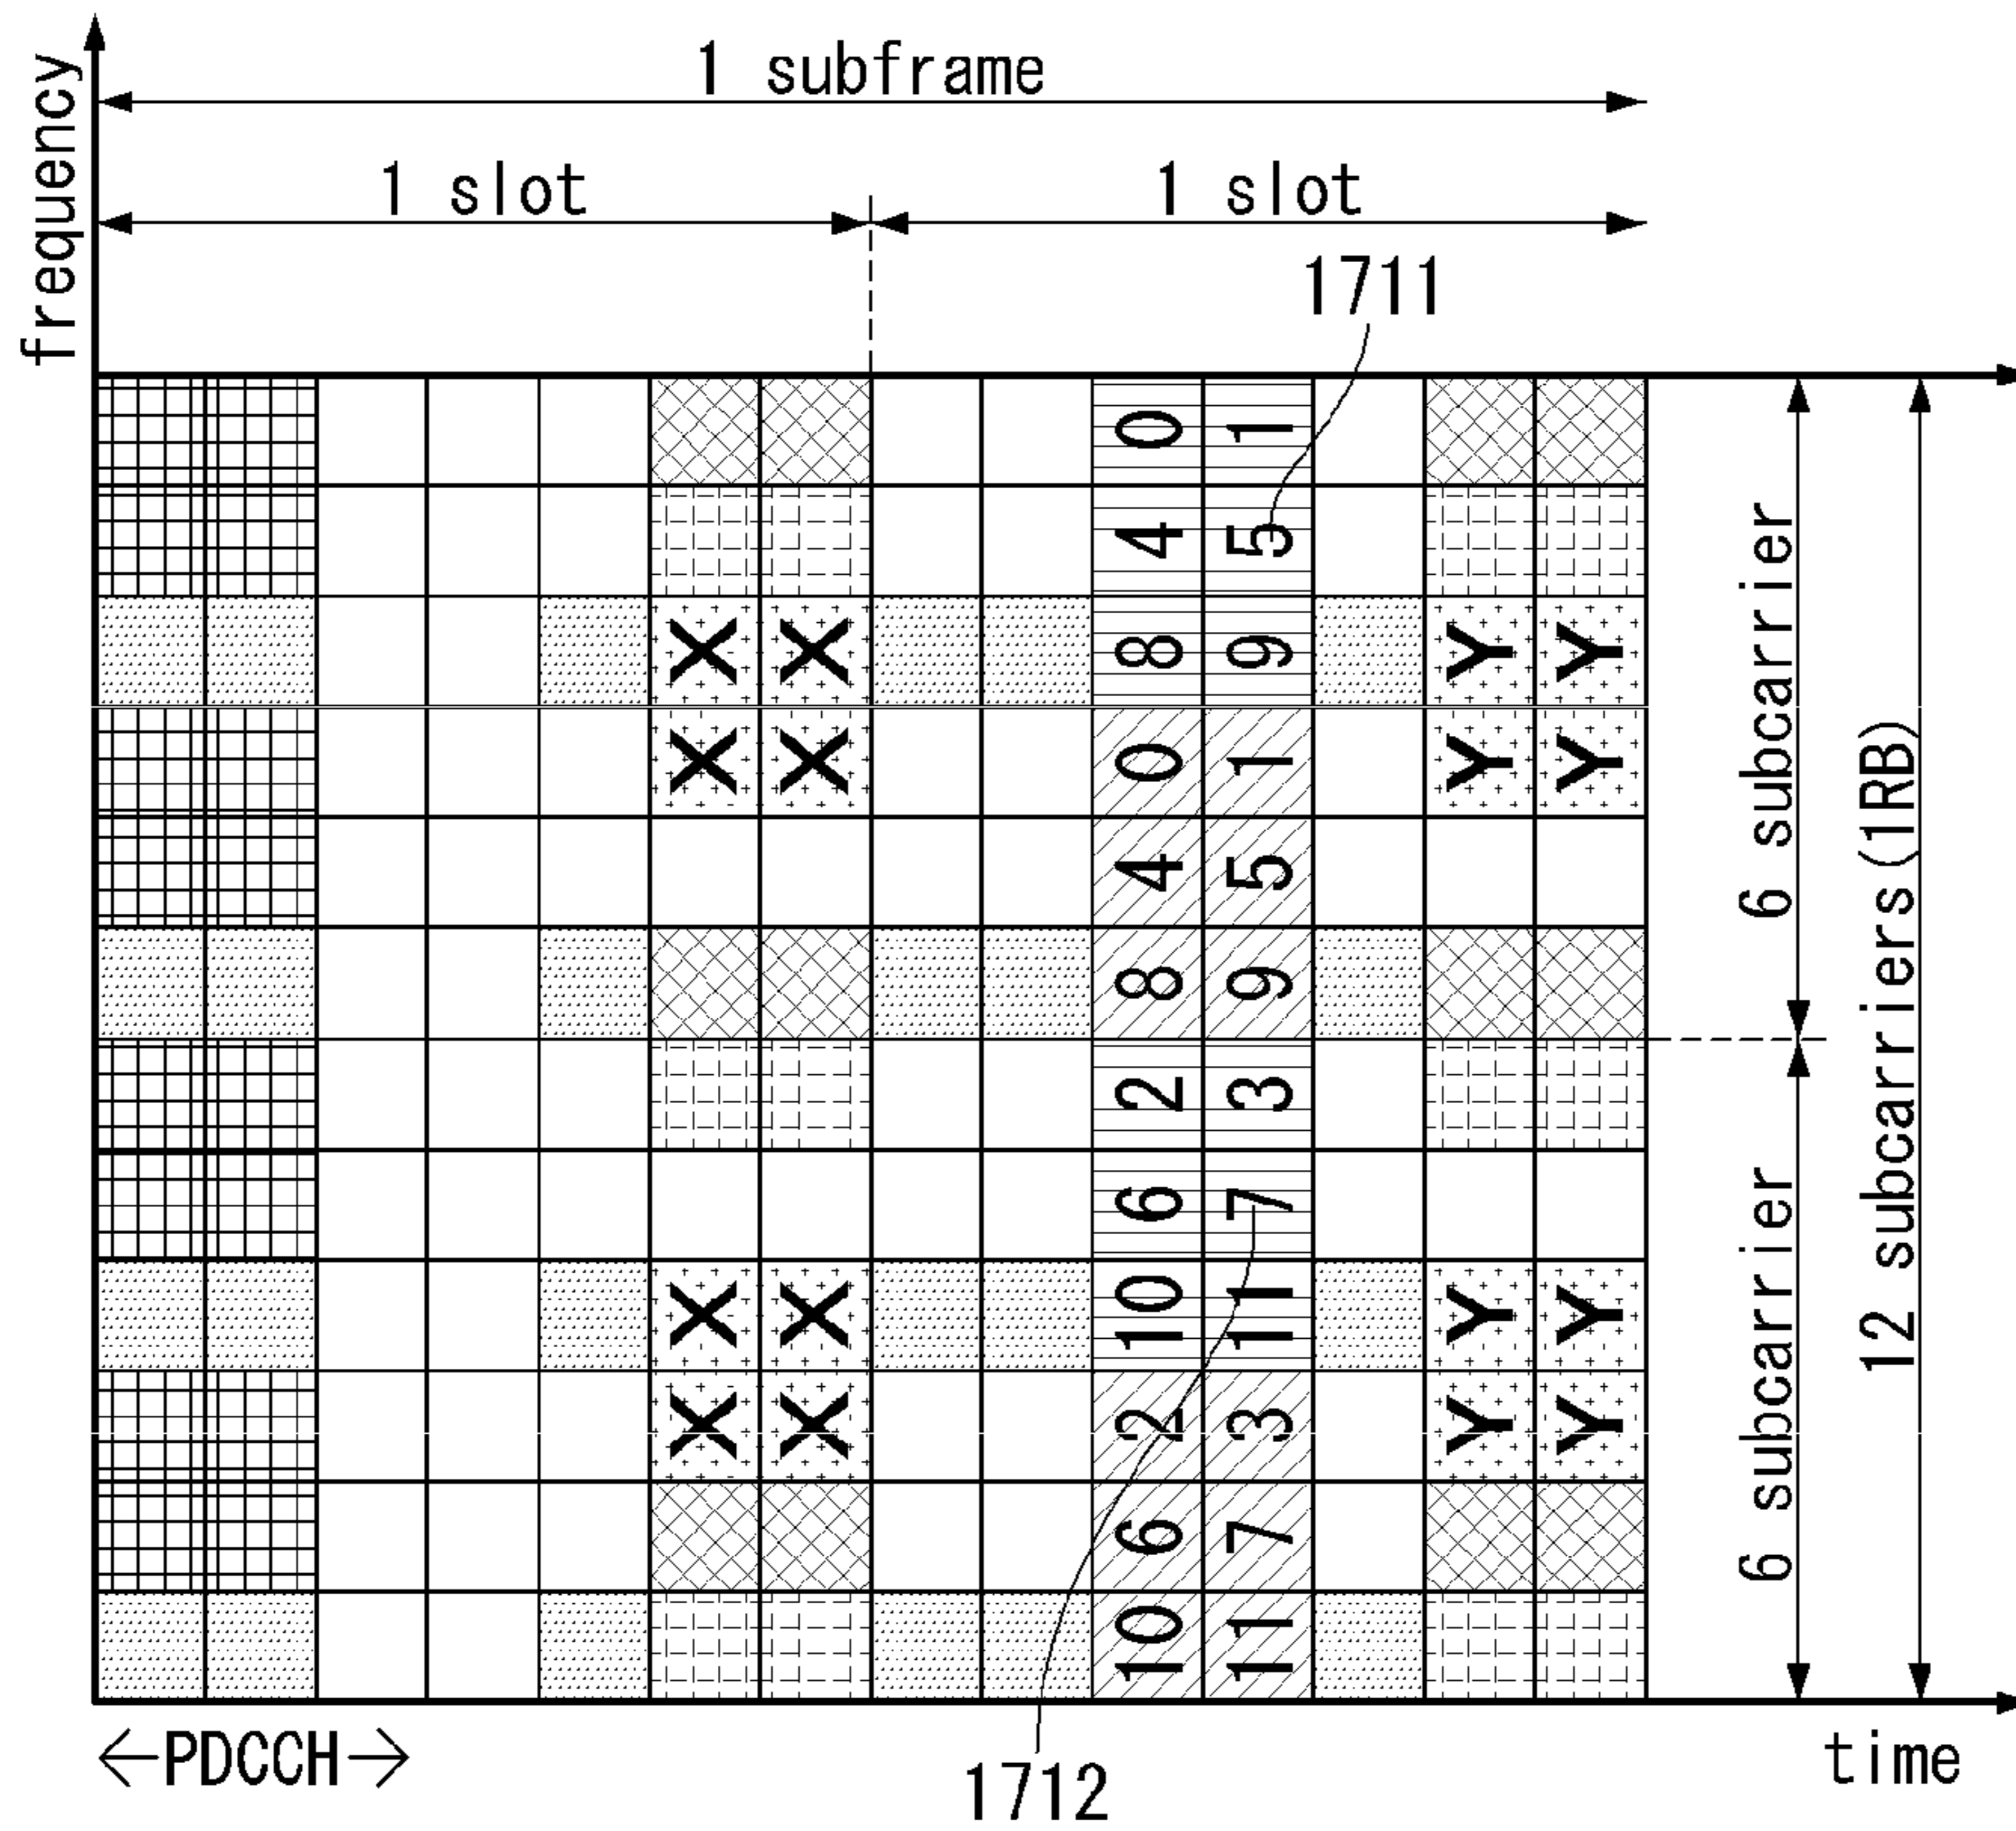 frequency
1 subframe
1 slot 1 slot
1711
0 1
4 5
X X 8 9 Y Y
X X 0 1 Y Y
4 5
8 9
2 3
6 7
X X 10 11 Y Y
X X 2 3 Y Y
6 7
10 11
6 subcarrier
6 subcarrier
12 subcarriers(1RB)
←PDCCH→
1712
time